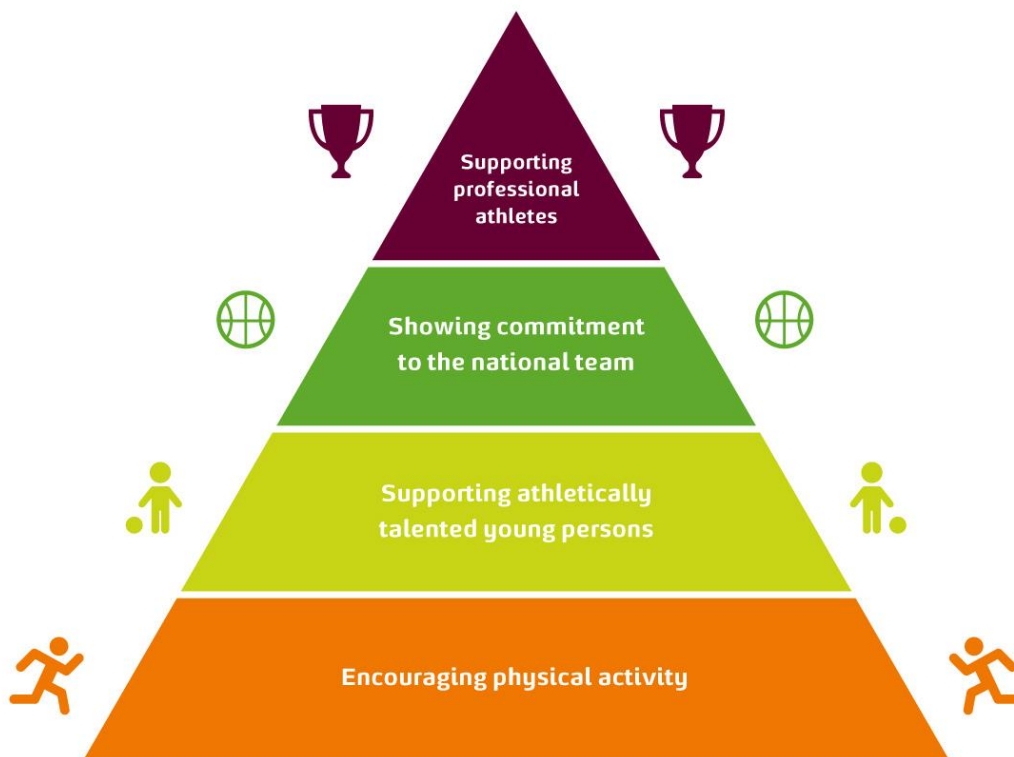 Supporting
professional
athletes
Showing commitment
to the national team
Supporting athletically
talented young persons
Encouraging physical activity